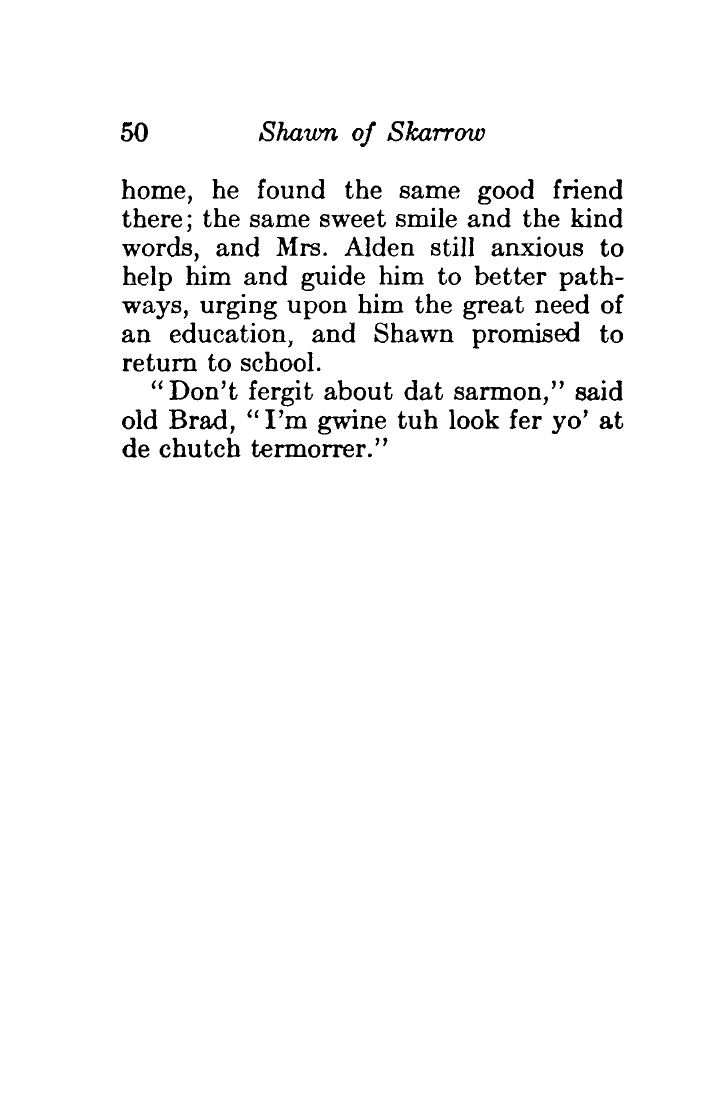 50 Shawn of Skarrow
home, he found the same good friend
there; the same sweet smile and the kind
words, and Mrs. Alden still anxious to
help him and guide him to better path-
ways, urging upon him the great need of
an education, and Shawn promised to
return to school.
"Don't fergit about dat sarmon," said
old Brad, "I'm gwine tuh look fer yo' at
de chutch termorrer."